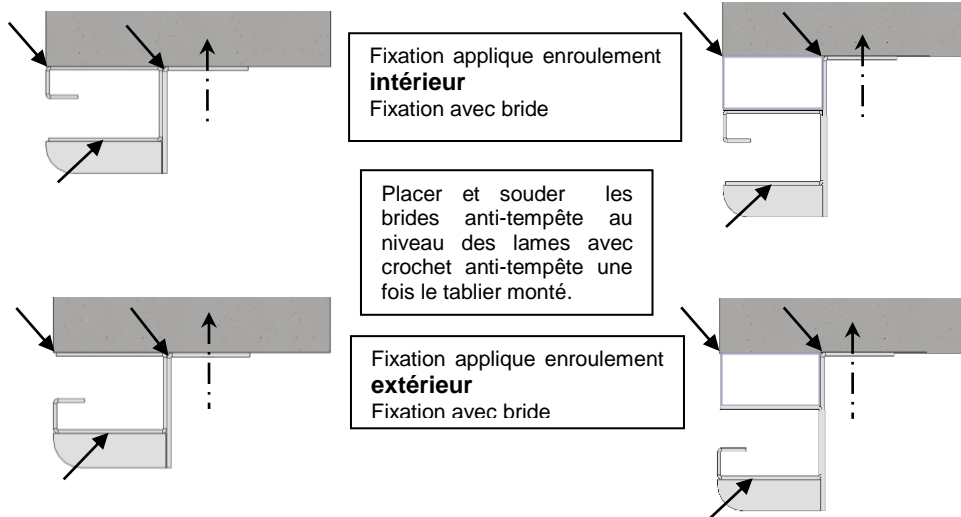 Fixation applique enroulement
intérieur
Fixation avec bride
Placer et souder les
brides anti-tempête au
niveau des lames avec
crochet anti-tempête une
fois le tablier monté.
Fixation applique enroulement
extérieur
Fixation avec bride